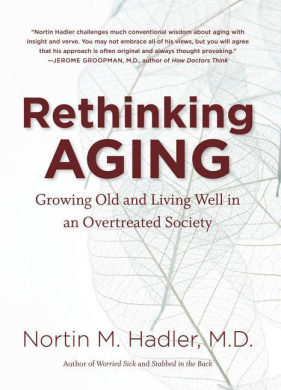 "Nortin Hadler challenges much conventional wisdom about aging with
insight and verve. You may not embrace all of his views, but you will agree
that his approach is often original and always thought provoking."
—JEROME GROOPMAN, M.D., author of How Doctors Think
Rethinking
AGING
Growing Old and Living Well in
an Overtreated Society
Nortin M. Hadler, M.D.
Author of Worried Sick and Stabbed in the Back